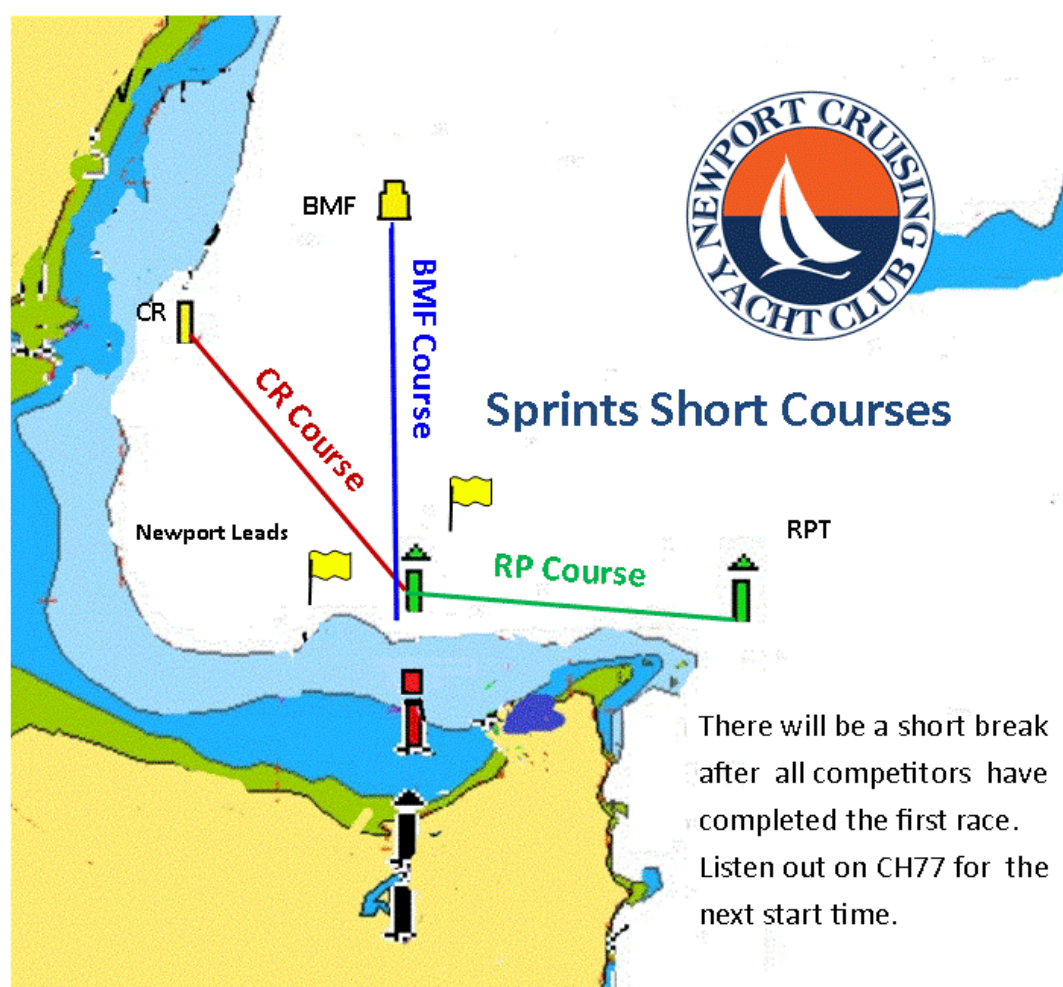 NEWPORT CRUISING
YACHT CLUB
BMF
CR
BMF Course
CR Course
Sprints Short Courses
Newport Leads
RPT
RP Course
There will be a short break
after all competitors have
completed the first race.
Listen out on CH77 for the
next start time.